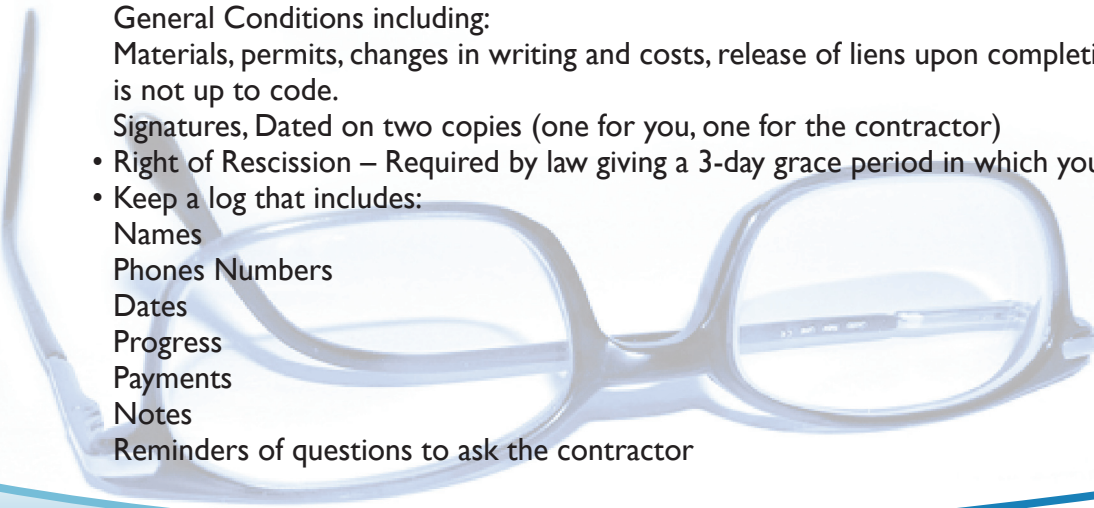 General Conditions including:
Materials, permits, changes in writing and costs, release of liens upon completi
is not up to code.
Signatures, Dated on two copies (one for you, one for the contractor)
• Right of Rescission – Required by law giving a 3-day grace period in which you
• Keep a log that includes:
Names
Phones Numbers
Dates
Progress
Payments
Notes
Reminders of questions to ask the contractor